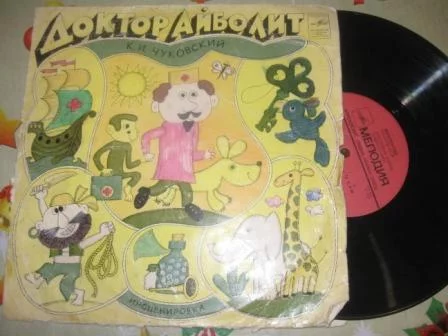 ДОКТОР АЙБОЛИТ
К. И. ЧУКОВСКИЙ
ИНСЦЕНИРОВКА
МЕЛОДИЯ